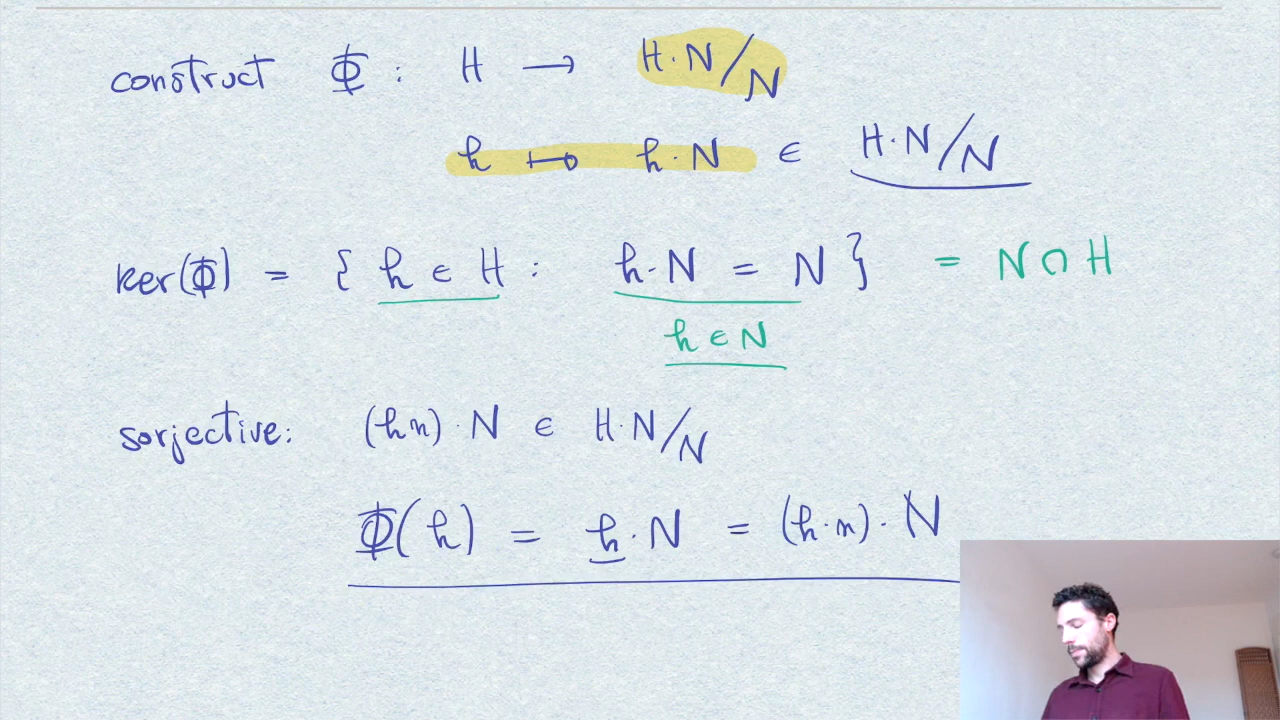 construct Φ : H → H·N/N
h ↦ h·N ∈ H·N/N
ker(Φ) = { h ∈ H : h·N = N } = N ∩ H
h ∈ N
sorjective: (hn)·N ∈ H·N/N
Φ(h) = h·N = (h·n)·N